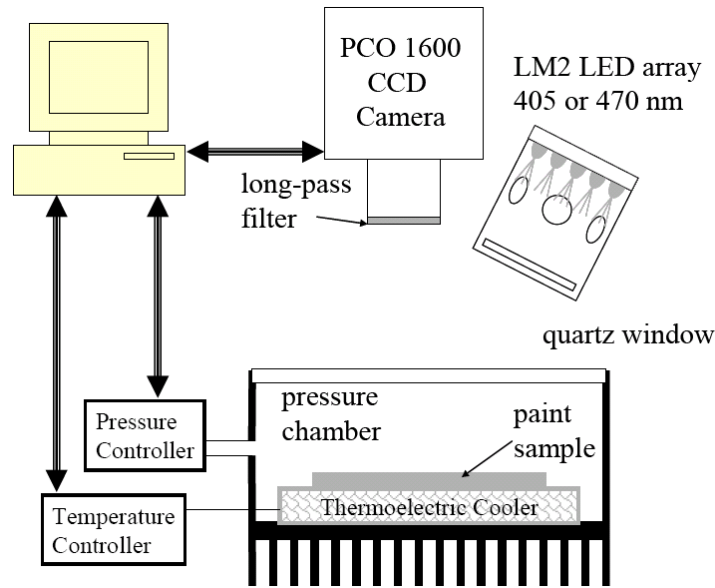 PCO 1600
CCD
Camera
LM2 LED array
405 or 470 nm
long-pass
filter
quartz window
pressure
chamber
paint
sample
Pressure
Controller
Thermoelectric Cooler
Temperature
Controller